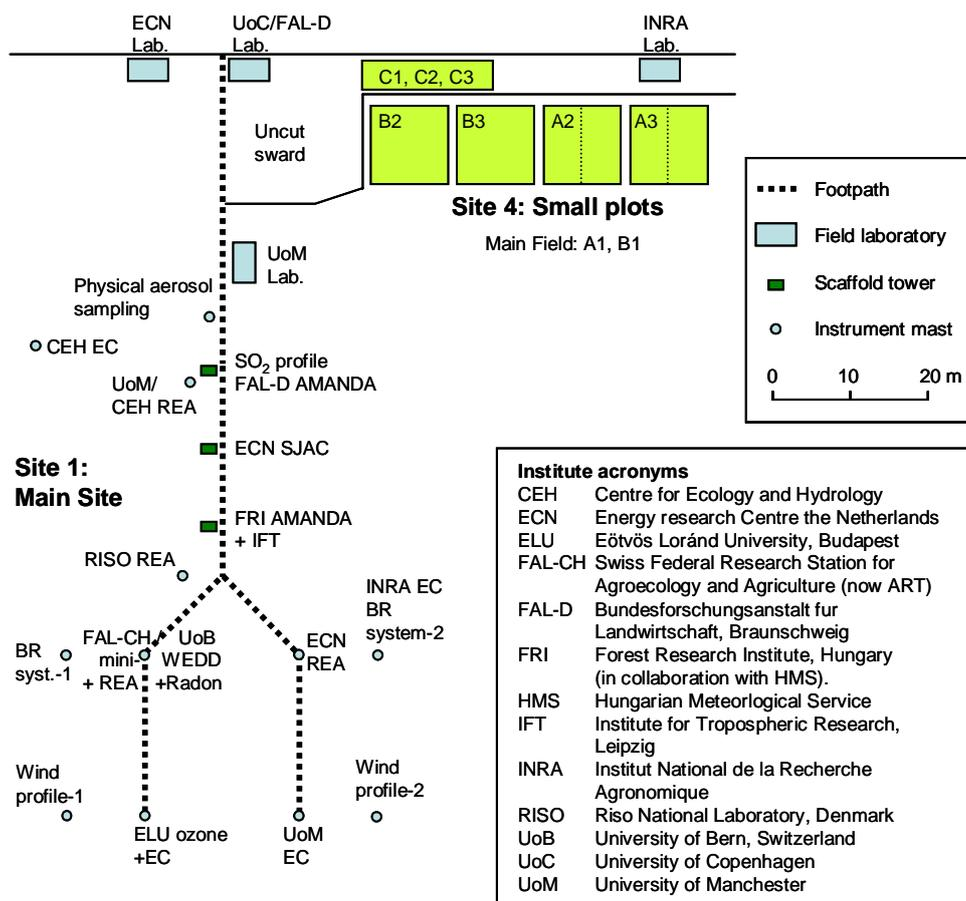 ECN
Lab.
UoC/FAL-D
Lab.
INRA
Lab.
C1, C2, C3
Uncut
sward
B2
B3
A2
A3
Site 4: Small plots
Main Field: A1, B1
UoM
Lab.
Physical aerosol
sampling
CEH EC
SO2 profile
FAL-D AMANDA
UoM/
CEH REA
ECN SJAC
Site 1:
Main Site
FRI AMANDA
+ IFT
RISO REA
INRA EC
BR
system-2
BR
syst.-1
FAL-CH
mini-
+ REA
UoB
WEDD
+Radon
ECN
REA
Wind
profile-1
Wind
profile-2
ELU ozone
+EC
UoM
EC
Footpath
Field laboratory
Scaffold tower
Instrument mast
0 10 20 m
Institute acronyms
CEH Centre for Ecology and Hydrology
ECN Energy research Centre the Netherlands
ELU Eötvös Loránd University, Budapest
FAL-CH Swiss Federal Research Station for
Agroecology and Agriculture (now ART)
FAL-D Bundesforschungsanstalt fur
Landwirtschaft, Braunschweig
FRI Forest Research Institute, Hungary
(in collaboration with HMS).
HMS Hungarian Meteorlogical Service
IFT Institute for Tropospheric Research,
Leipzig
INRA Institut National de la Recherche
Agronomique
RISO Riso National Laboratory, Denmark
UoB University of Bern, Switzerland
UoC University of Copenhagen
UoM University of Manchester